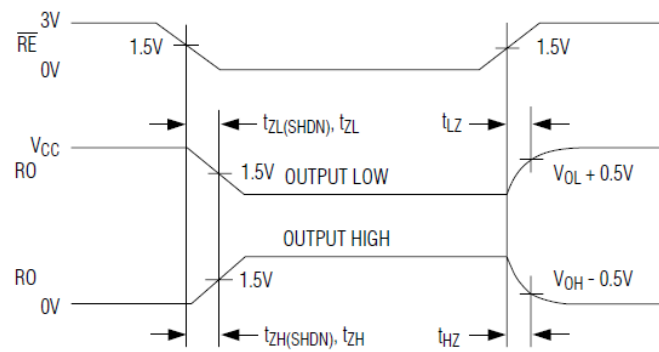 3V
RE
1.5V
1.5V
0V
tZL(SHDN), tZL
tLZ
VCC
RO
1.5V
OUTPUT LOW
VOL + 0.5V
OUTPUT HIGH
RO
1.5V
VOH - 0.5V
0V
tZH(SHDN), tZH
tHZ